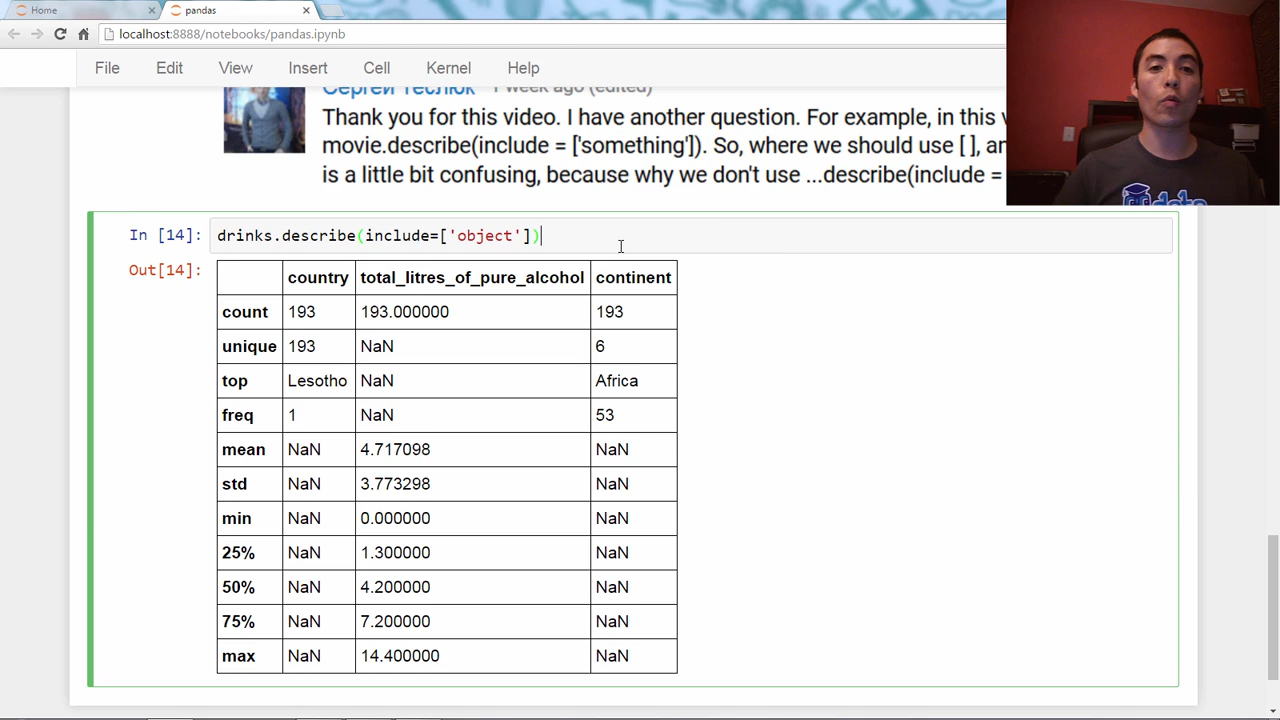 Home
pandas
localhost:8888/notebooks/pandas.ipynb
File Edit View Insert Cell Kernel Help
Сергей Теслюк 1 week ago (edited)
Thank you for this video. I have another question. For example, in this
movie.describe(include = ['something']). So, where we should use [ ],
is a little bit confusing, because why we don't use ...describe(include =
In [14]: drinks.describe(include=['object'])
Out[14]:
country total_litres_of_pure_alcohol continent
count 193 193.000000 193
unique 193 NaN 6
top Lesotho NaN Africa
freq 1 NaN 53
mean NaN 4.717098 NaN
std NaN 3.773298 NaN
min NaN 0.000000 NaN
25% NaN 1.300000 NaN
50% NaN 4.200000 NaN
75% NaN 7.200000 NaN
max NaN 14.400000 NaN